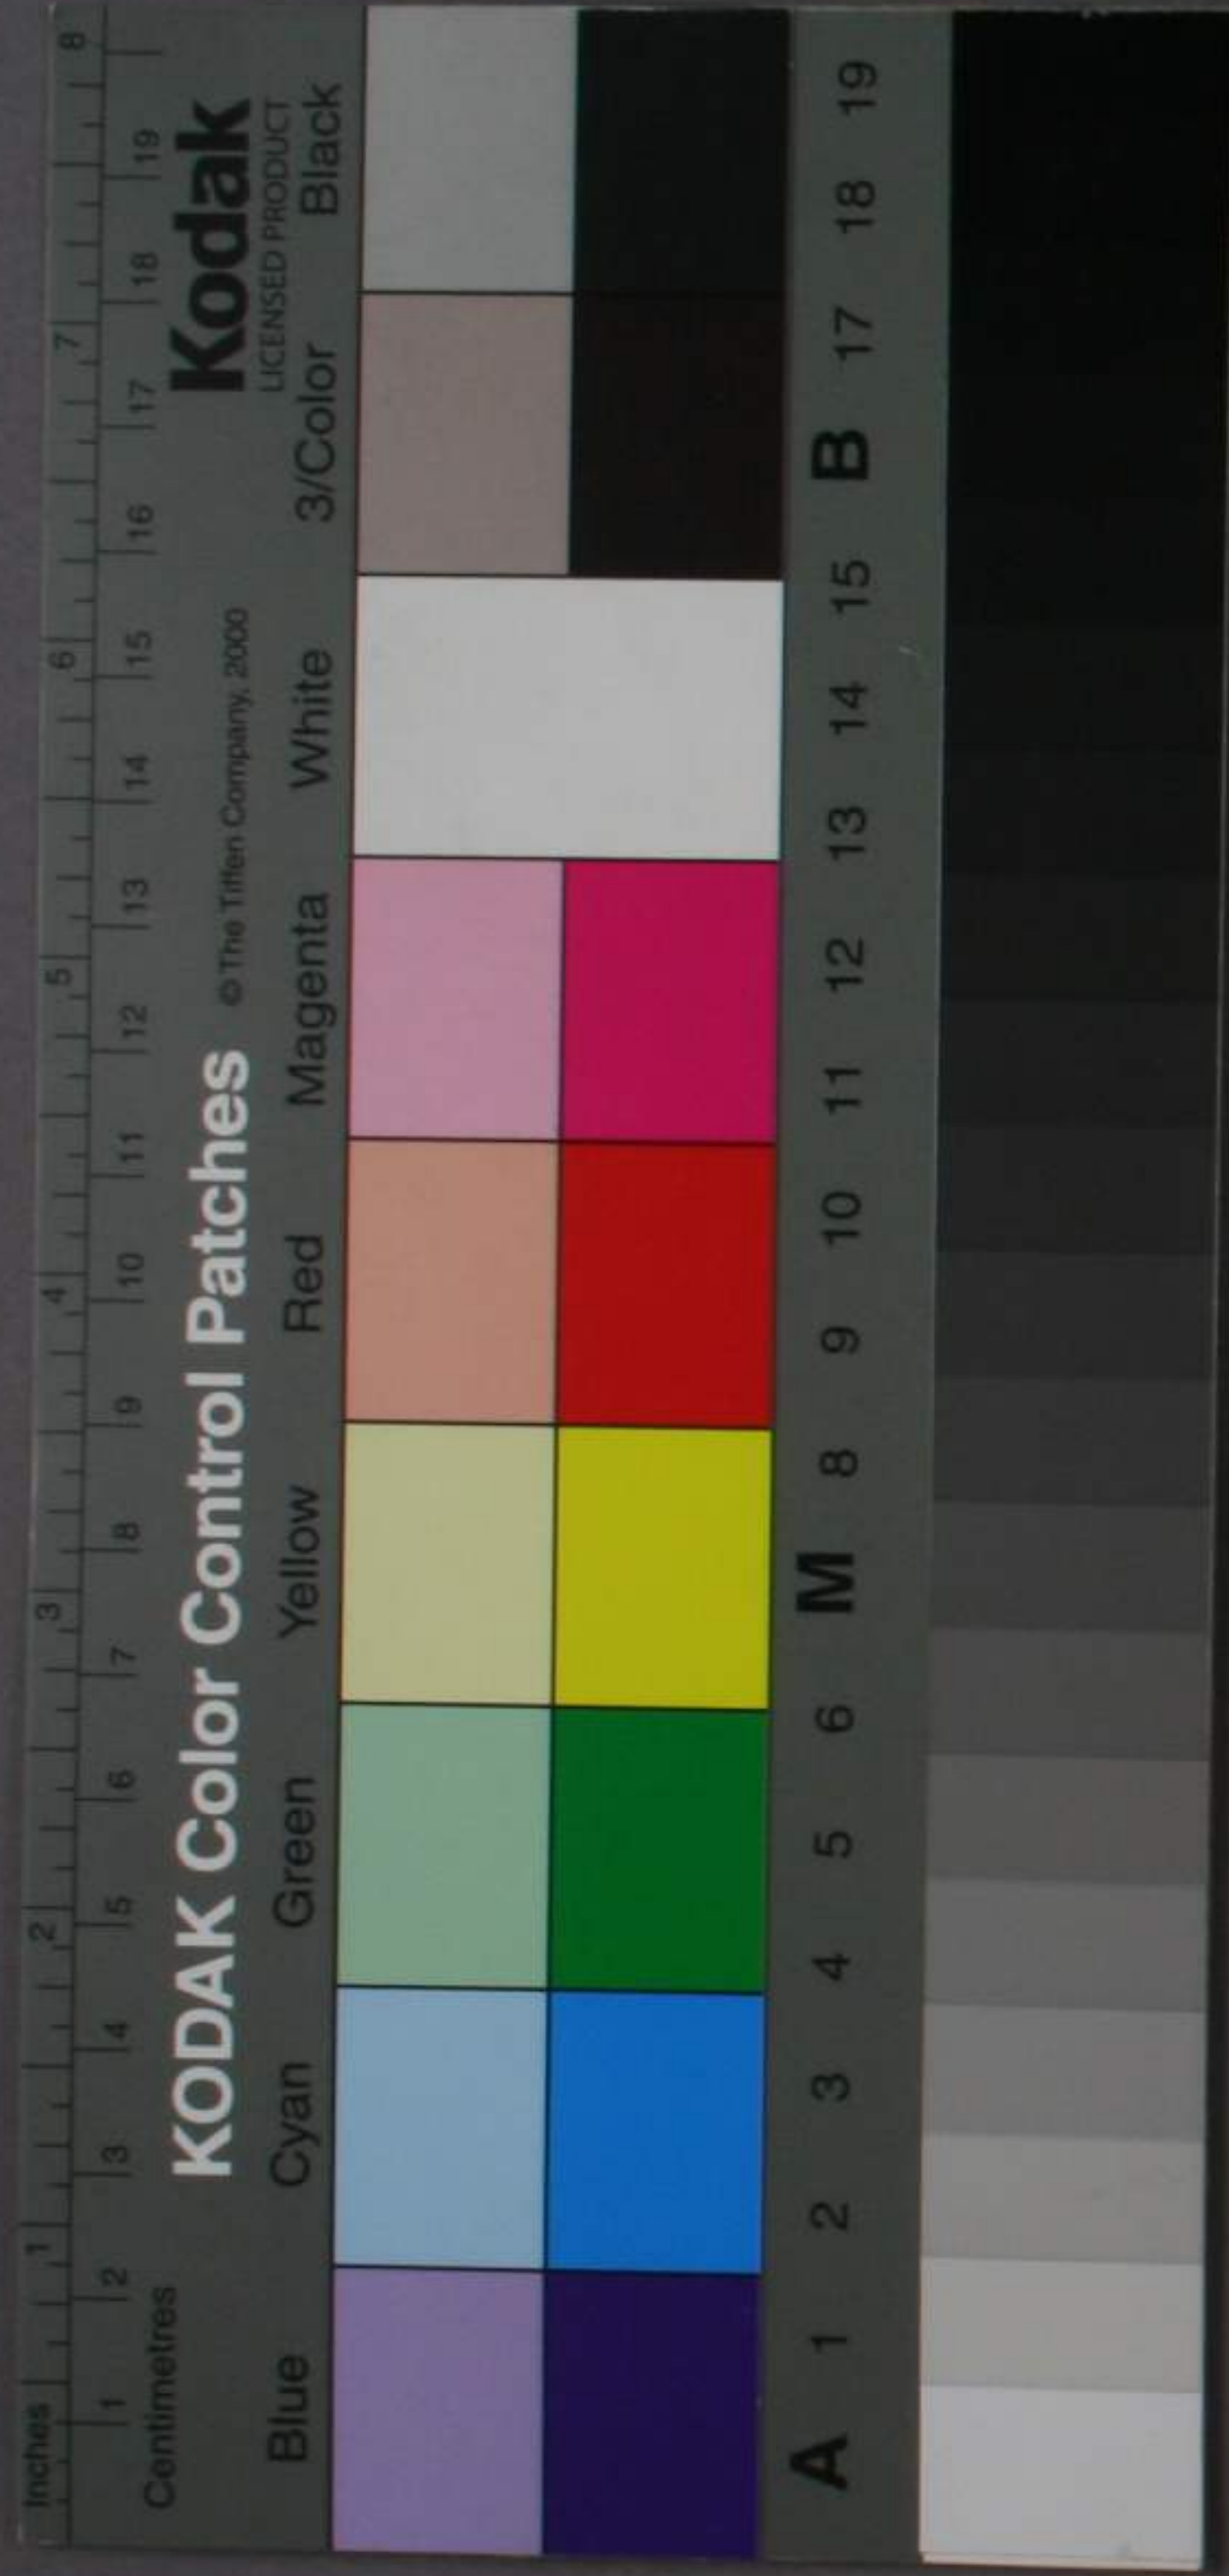 Inches 1 2 3 4 5 6 7 8
Centimetres 1 2 3 4 5 6 7 8 9 10 11 12 13 14 15 16 17 18 19
KODAK Color Control Patches © The Tiffen Company, 2000 Kodak
LICENSED PRODUCT
Blue Cyan Green Yellow Red Magenta White 3/Color Black
A 1 2 3 4 5 6 M 8 9 10 11 12 13 14 15 B 17 18 19